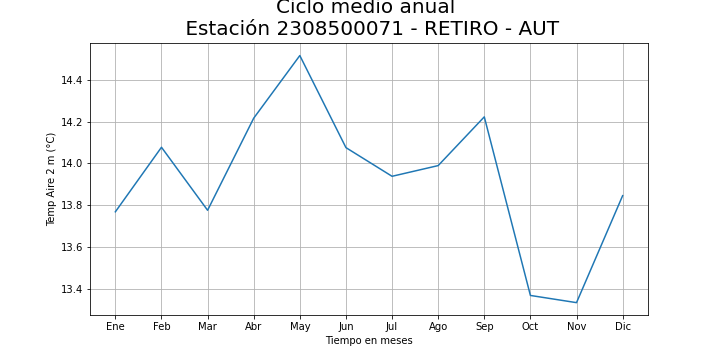 Ciclo medio anual
Estación 2308500071 - RETIRO - AUT
14.4
14.2
14.0
13.8
13.6
13.4
Temp Aire 2 m (°C)
Ene Feb Mar Abr May Jun Jul Ago Sep Oct Nov Dic
Tiempo en meses